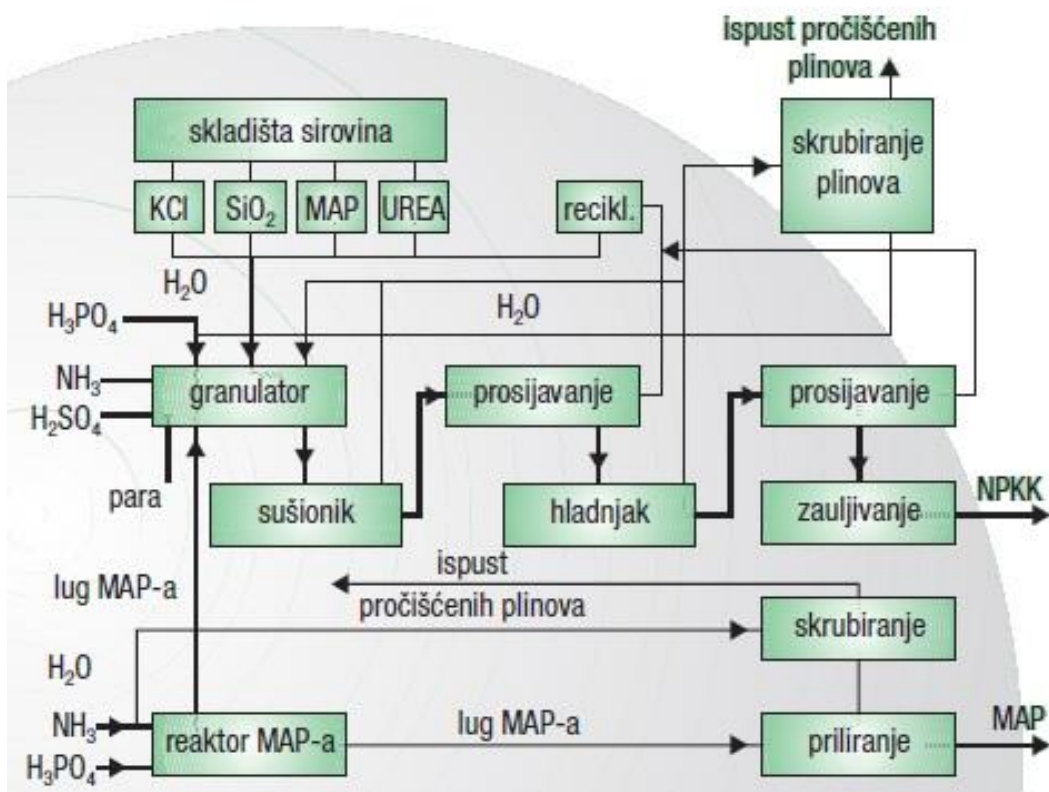 ispust pročišćenih
plinova
skladišta sirovina
skrubiranje
plinova
KCl
SiO₂
MAP
UREA
recikl.
H₂O
H₂O
H₃PO₄
NH₃
granulator
prosijavanje
prosijavanje
H₂SO₄
para
sušionik
hladnjak
zauljivanje
NPKK
ispust
lug MAP-a
pročišćenih plinova
skrubiranje
H₂O
NH₃
reaktor MAP-a
lug MAP-a
priliranje
MAP
H₃PO₄